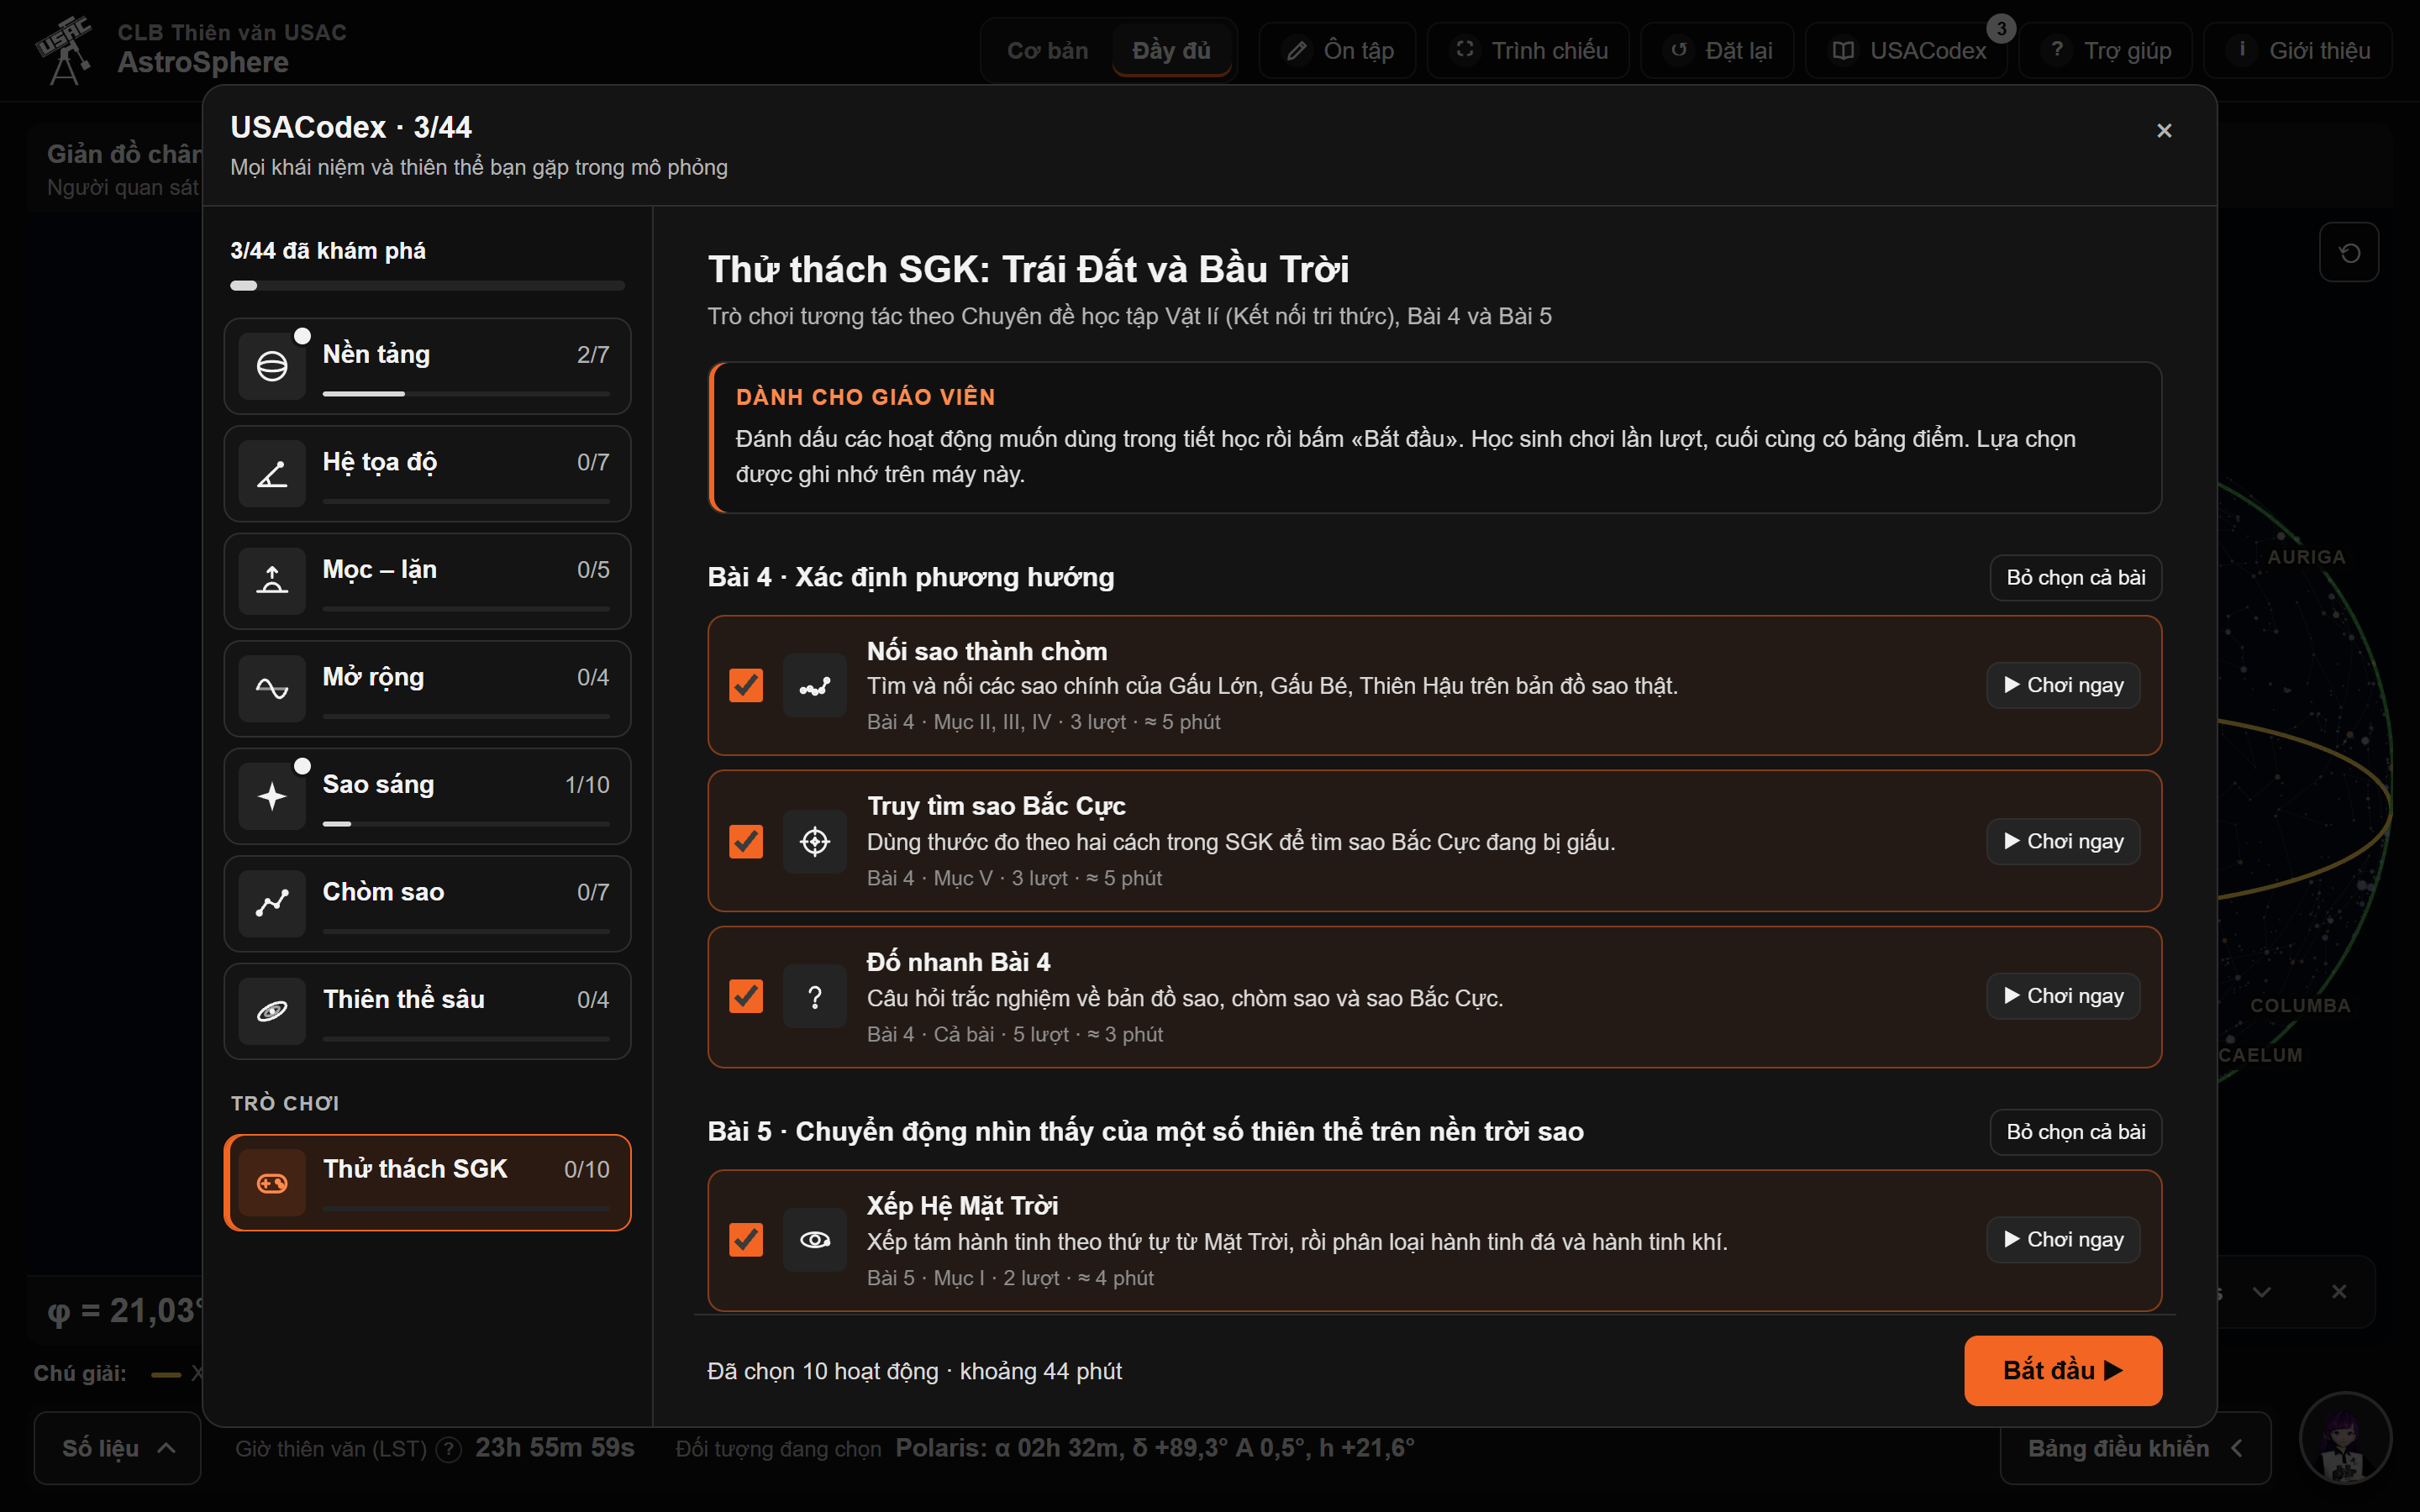 USAC
CLB Thiên văn USAC
AstroSphere
Cơ bản
Đầy đủ
Ôn tập
Trình chiếu
Đặt lại
USACodex
3
? Trợ giúp
i Giới thiệu
Giản đồ chân
Người quan sát
USACodex · 3/44
Mọi khái niệm và thiên thể bạn gặp trong mô phỏng
×
3/44 đã khám phá
Nền tảng 2/7
Hệ tọa độ 0/7
Mọc – lặn 0/5
Mở rộng 0/4
Sao sáng 1/10
Chòm sao 0/7
Thiên thể sâu 0/4
TRÒ CHƠI
Thử thách SGK 0/10
Thử thách SGK: Trái Đất và Bầu Trời
Trò chơi tương tác theo Chuyên đề học tập Vật lí (Kết nối tri thức), Bài 4 và Bài 5
DÀNH CHO GIÁO VIÊN
Đánh dấu các hoạt động muốn dùng trong tiết học rồi bấm «Bắt đầu». Học sinh chơi lần lượt, cuối cùng có bảng điểm. Lựa chọn
được ghi nhớ trên máy này.
Bài 4 · Xác định phương hướng
Bỏ chọn cả bài
Nối sao thành chòm
Tìm và nối các sao chính của Gấu Lớn, Gấu Bé, Thiên Hậu trên bản đồ sao thật.
Bài 4 · Mục II, III, IV · 3 lượt · ≈ 5 phút
▶ Chơi ngay
Truy tìm sao Bắc Cực
Dùng thước đo theo hai cách trong SGK để tìm sao Bắc Cực đang bị giấu.
Bài 4 · Mục V · 3 lượt · ≈ 5 phút
▶ Chơi ngay
?
Đố nhanh Bài 4
Câu hỏi trắc nghiệm về bản đồ sao, chòm sao và sao Bắc Cực.
Bài 4 · Cả bài · 5 lượt · ≈ 3 phút
▶ Chơi ngay
Bài 5 · Chuyển động nhìn thấy của một số thiên thể trên nền trời sao
Bỏ chọn cả bài
Xếp Hệ Mặt Trời
Xếp tám hành tinh theo thứ tự từ Mặt Trời, rồi phân loại hành tinh đá và hành tinh khí.
Bài 5 · Mục I · 2 lượt · ≈ 4 phút
▶ Chơi ngay
Đã chọn 10 hoạt động · khoảng 44 phút
Bắt đầu ▶
AURIGA
COLUMBA
CAELUM
φ = 21,03°
×
Chú giải:
Số liệu
Giờ thiên văn (LST) ? 23h 55m 59s
Đối tượng đang chọn Polaris: α 02h 32m, δ +89,3° A 0,5°, h +21,6°
Bảng điều khiển